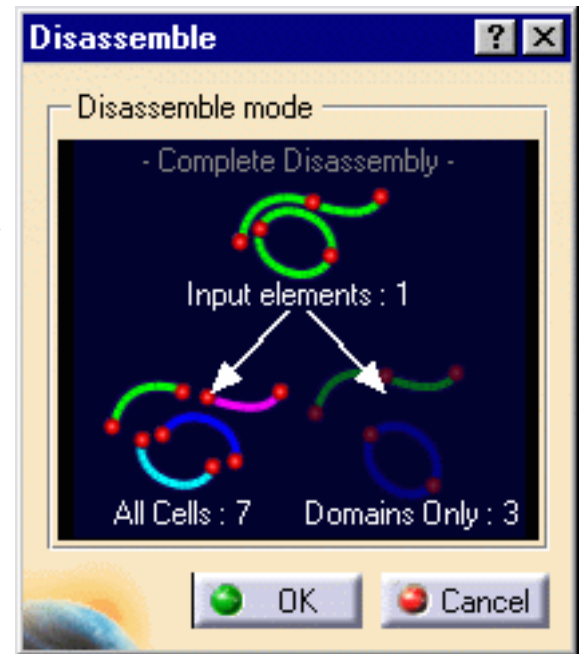 Disassemble
Disassemble mode
- Complete Disassembly -
Input elements : 1
All Cells : 7 Domains Only : 3
OK Cancel